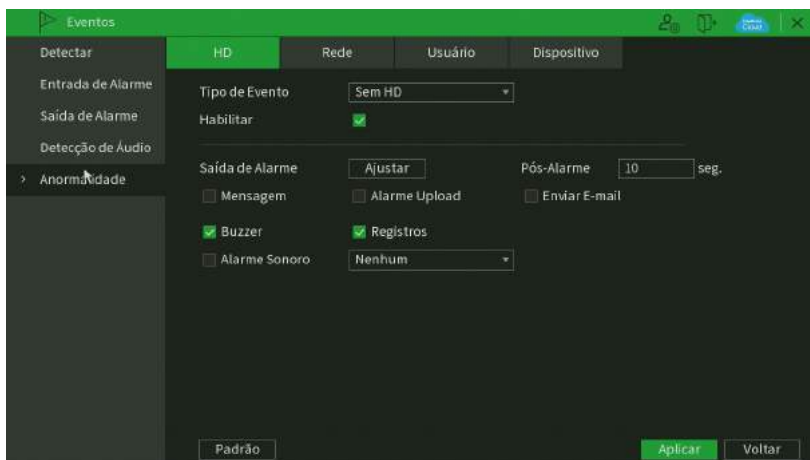 Eventos
Detectar
Entrada de Alarme
Saída de Alarme
Detecção de Áudio
Anormalidade
HD Rede Usuário Dispositivo
Tipo de Evento Sem HD
Habilitar
Saída de Alarme Ajustar Pós-Alarme 10 seg.
Mensagem Alarme Upload Enviar E-mail
Buzzer Registros
Alarme Sonoro Nenhum
Padrão Aplicar Voltar